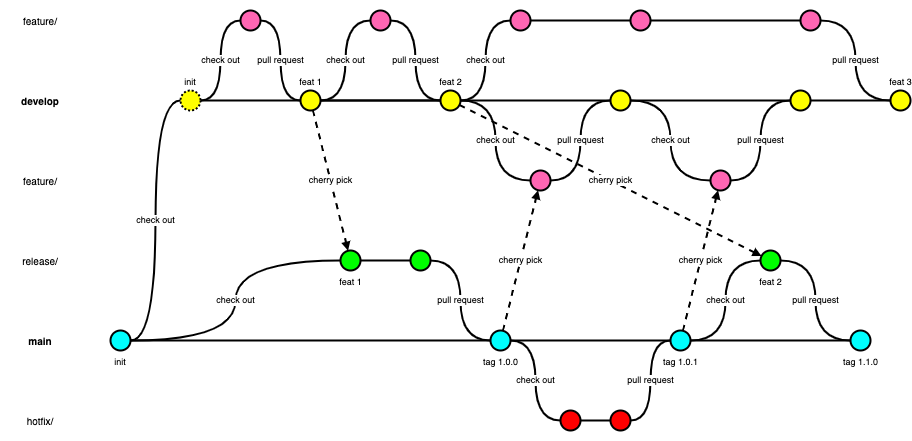 feature/
check out
pull request
check out
pull request
check out
pull request
init
feat 1
feat 2
feat 3
develop
check out
pull request
check out
pull request
feature/
cherry pick
cherry pick
check out
release/
cherry pick
cherry pick
feat 1
feat 2
check out
pull request
check out
pull request
main
init
tag 1.0.0
tag 1.0.1
tag 1.1.0
check out
pull request
hotfix/